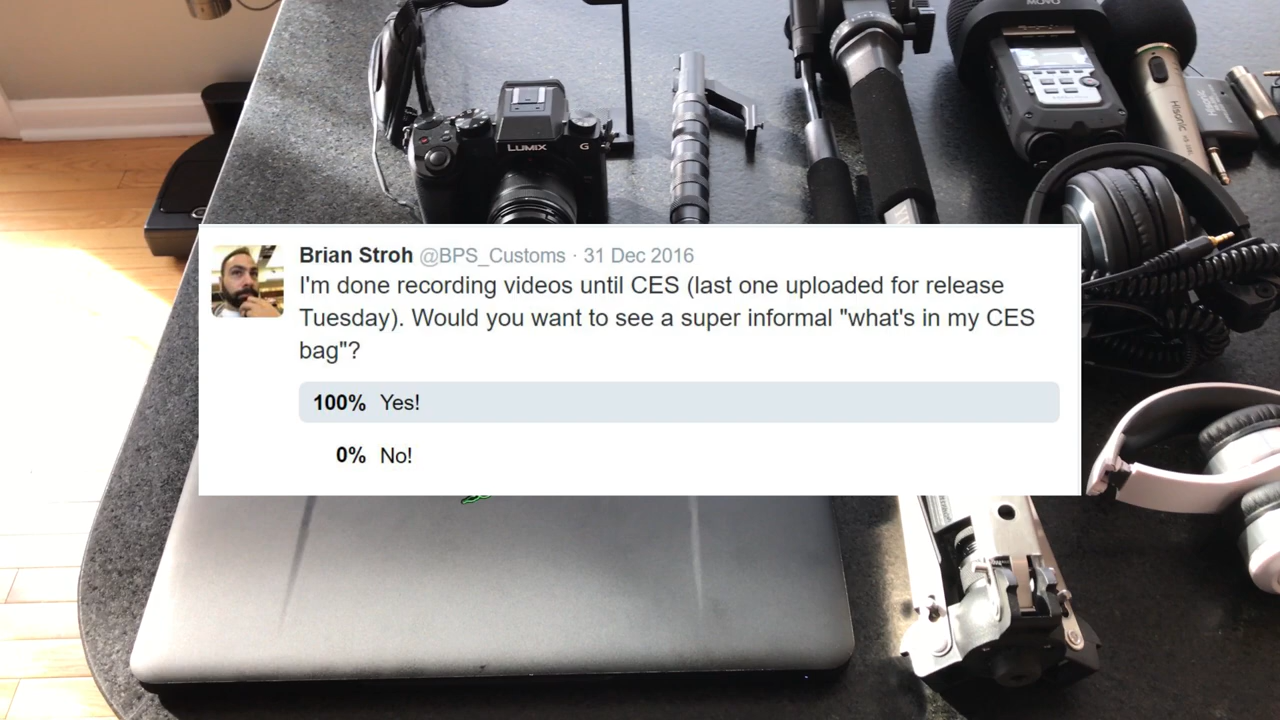 MOVO
LUMIX G
Hisonic
Brian Stroh @BPS_Customs · 31 Dec 2016
I'm done recording videos until CES (last one uploaded for release
Tuesday). Would you want to see a super informal "what's in my CES
bag"?
100% Yes!
0% No!